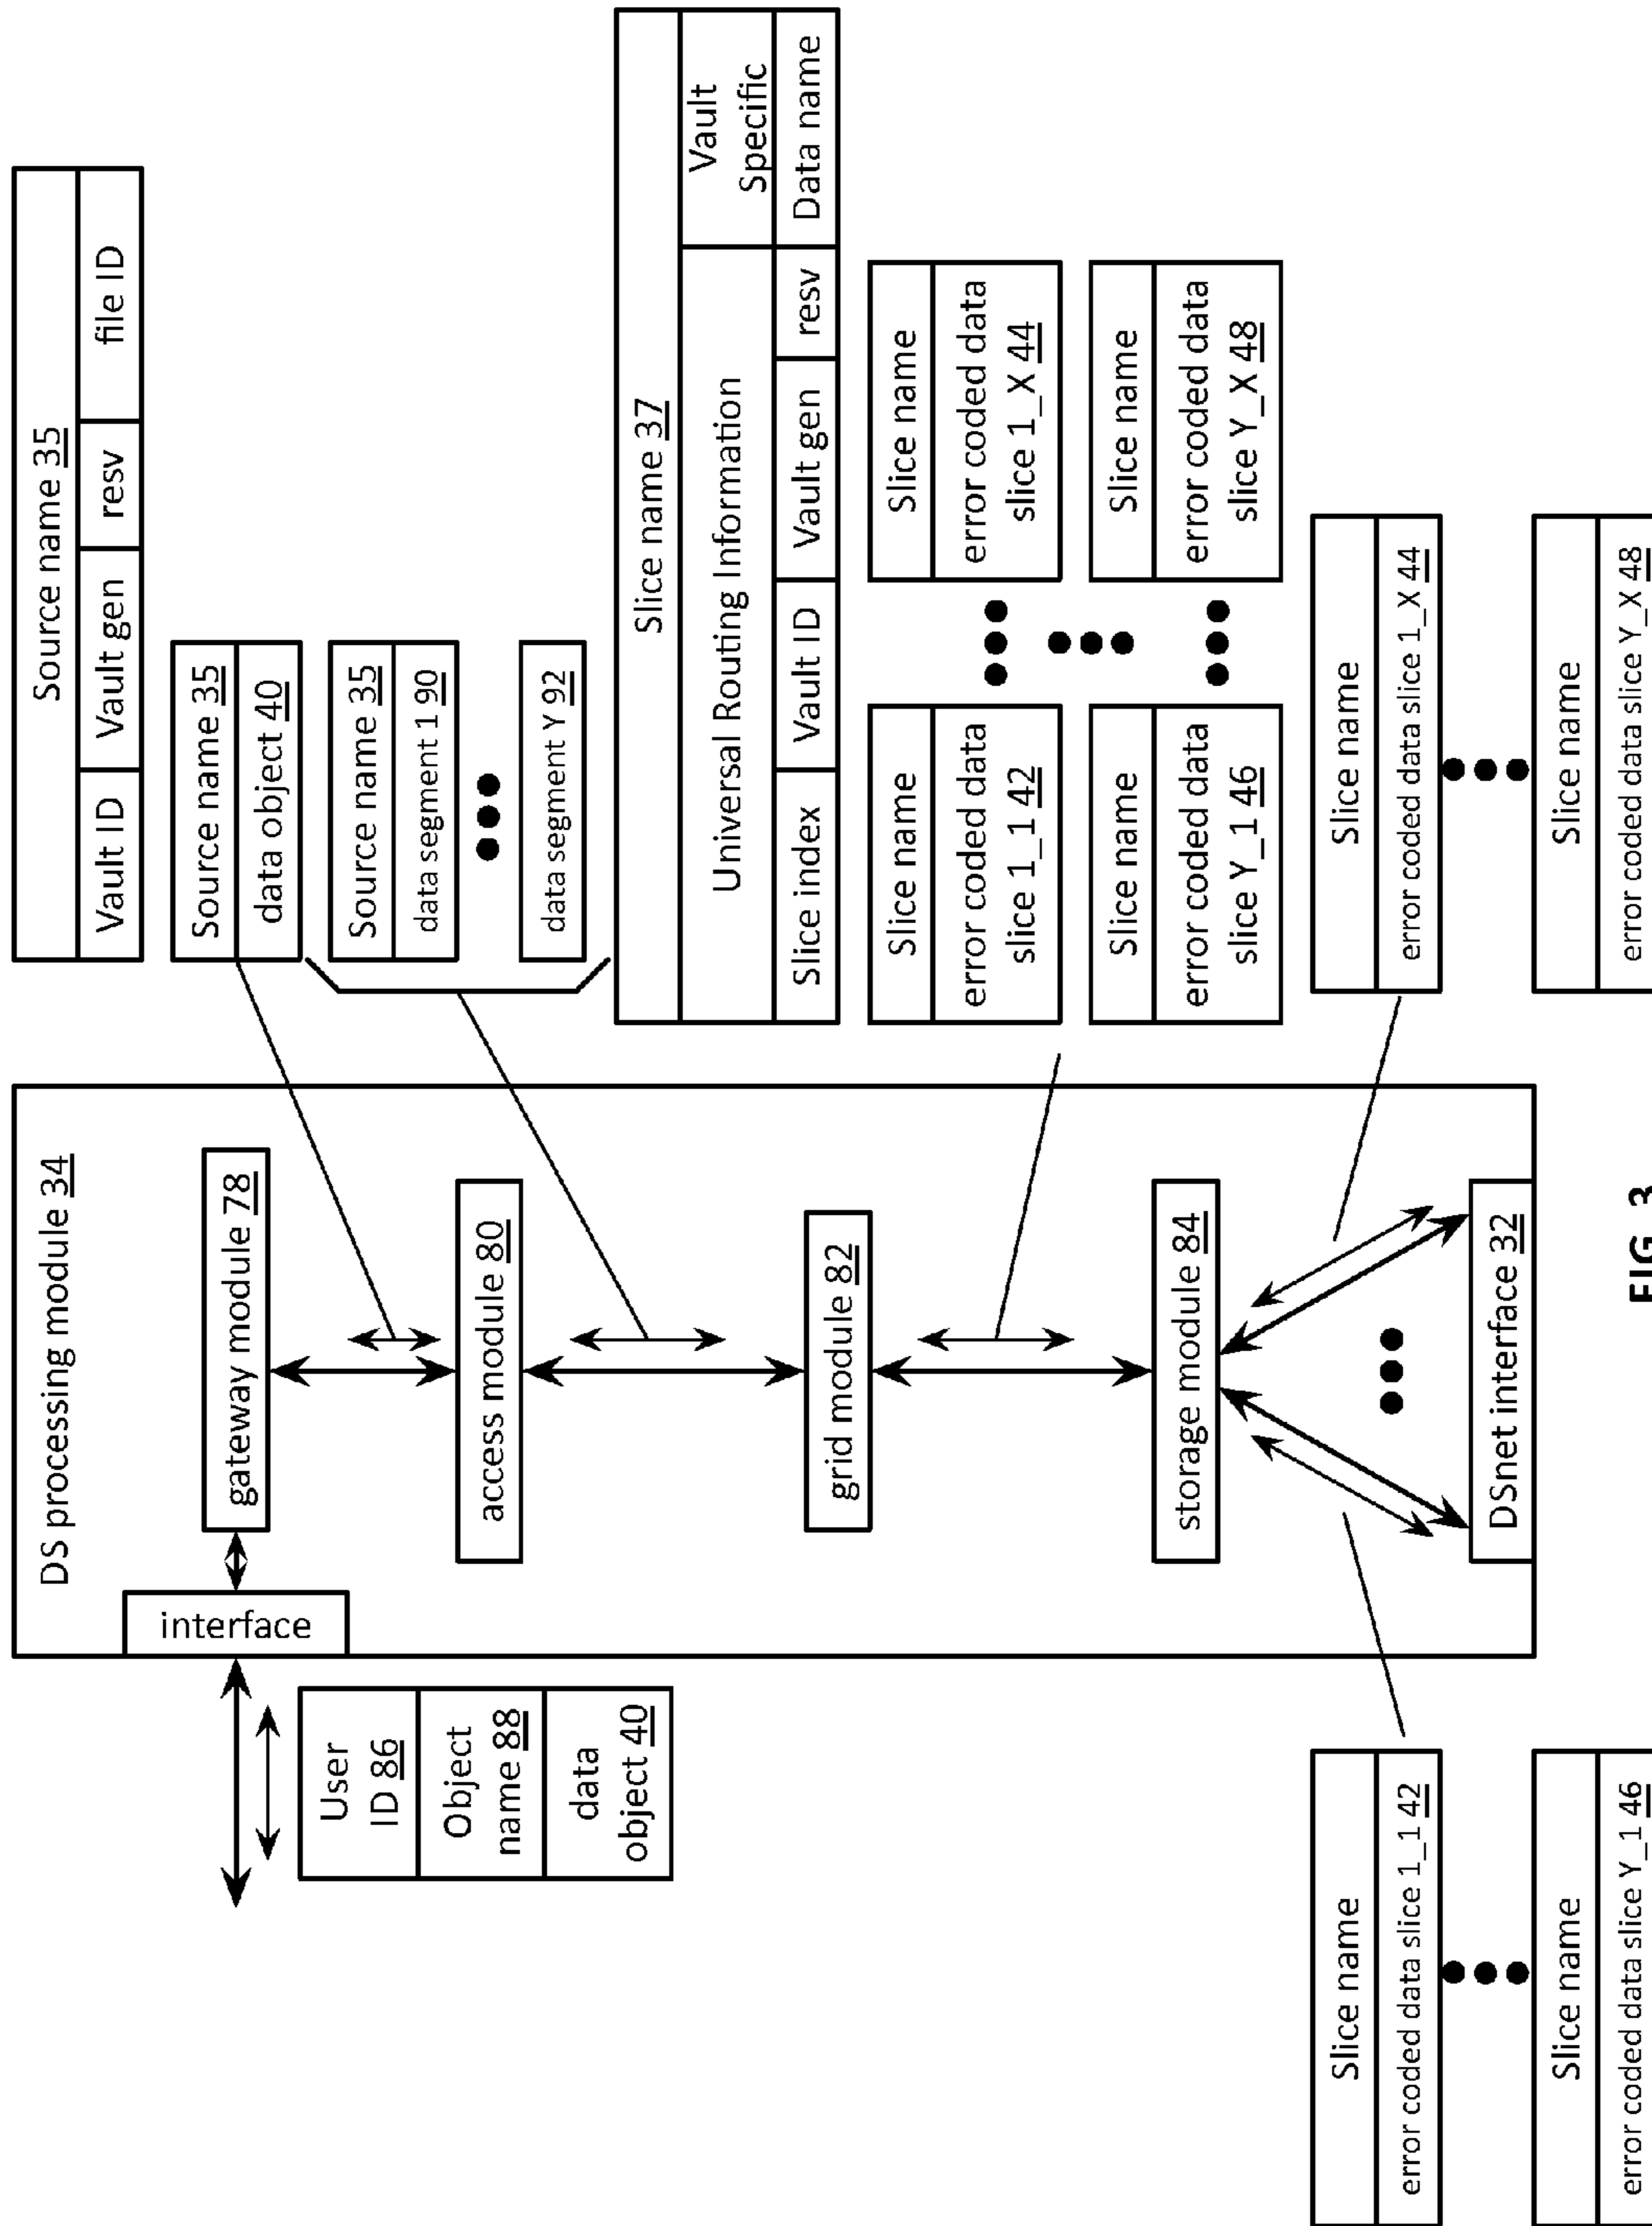 DS processing module 34
interface
gateway module 78
access module 80
grid module 82
storage module 84
DSnet interface 32
User
ID 86
Object
name 88
data
object 40
Source name 35
Vault ID
Vault gen
resv
file ID
Source name 35
data object 40
Source name 35
data segment 1 90
data segment Y 92
Slice name 37
Universal Routing Information
Vault
Specific
Slice index
Vault ID
Vault gen
resv
Data name
Slice name
error coded data
slice 1_1 42
Slice name
error coded data
slice 1_X 44
Slice name
error coded data
slice Y_1 46
Slice name
error coded data
slice Y_X 48
Slice name
error coded data slice 1_1 42
Slice name
error coded data slice Y_1 46
Slice name
error coded data slice 1_X 44
Slice name
error coded data slice Y_X 48
FIG. 3